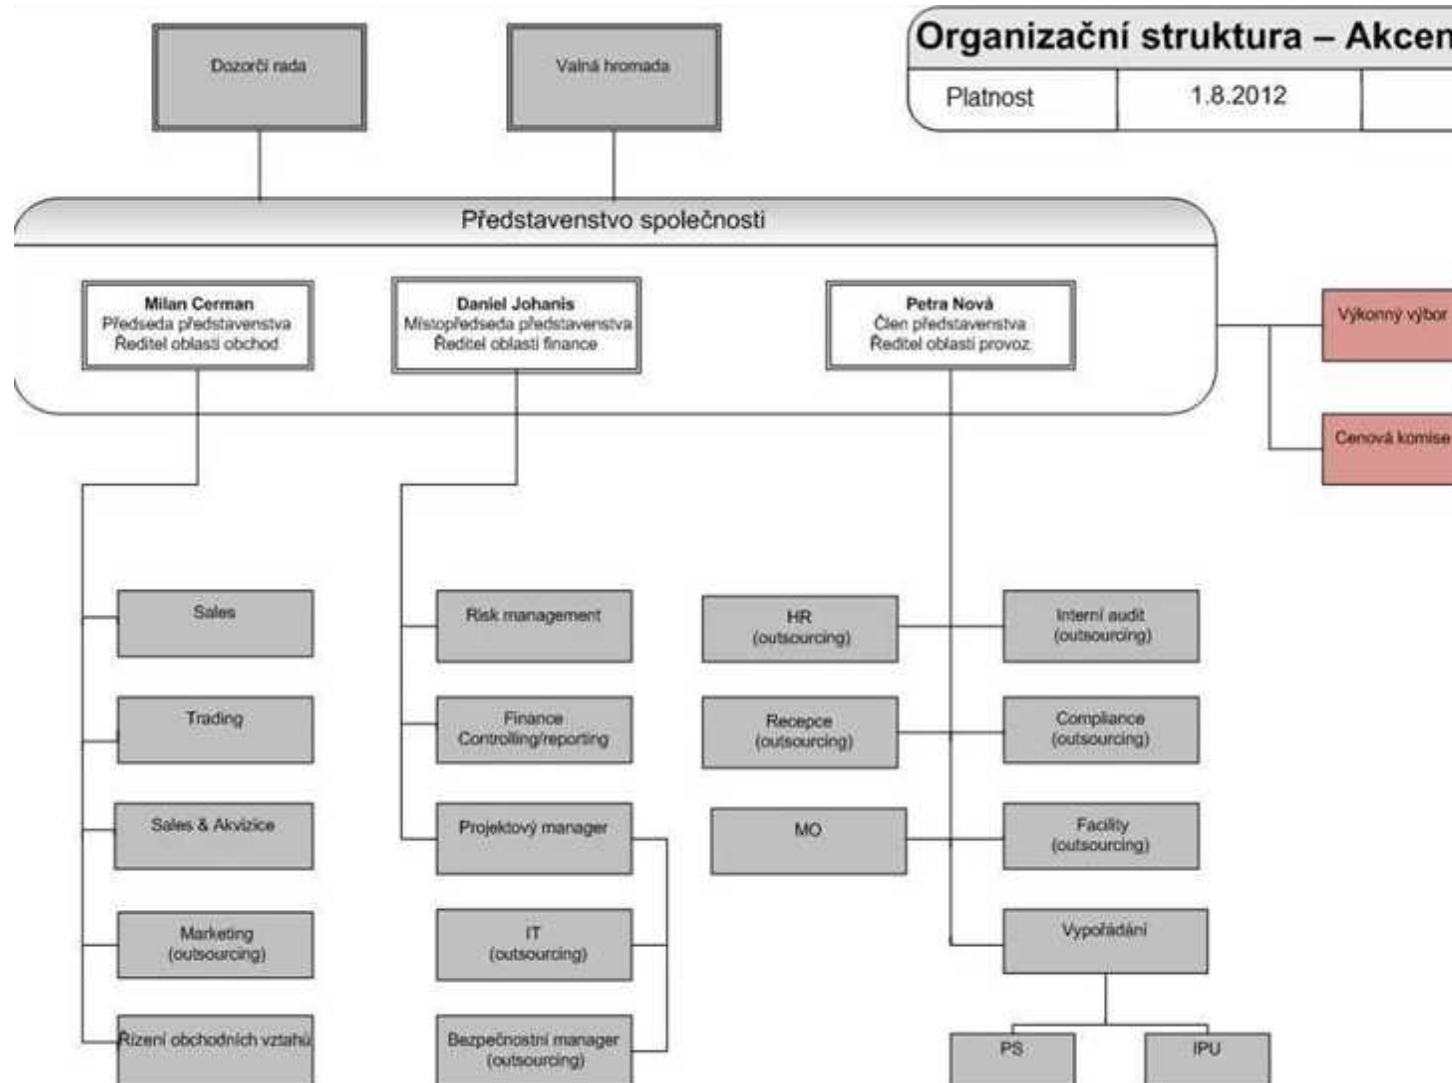 Organizační struktura – Akcen
Platnost 1.8.2012
Dozorčí rada
Valná hromada
Představenstvo společnosti
Milan Cerman
Předseda představenstva
Ředitel oblasti obchod
Daniel Johanis
Místopředseda představenstva
Ředitel oblasti finance
Petra Nová
Člen představenstva
Ředitel oblasti provoz
Výkonný výbor
Cenová komise
Sales
Trading
Sales & Akvizice
Marketing
(outsourcing)
Řízení obchodních vztahů
Risk management
Finance
Controlling/reporting
Projektový manager
IT
(outsourcing)
Bezpečnostní manager
(outsourcing)
HR
(outsourcing)
Recepce
(outsourcing)
MO
Interní audit
(outsourcing)
Compliance
(outsourcing)
Facility
(outsourcing)
Vypořádání
PS
IPU